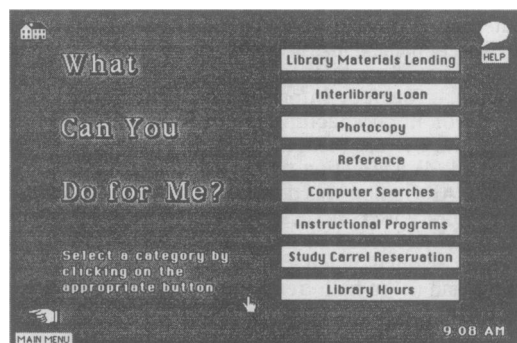 What
Can You
Do for Me?
Select a category by
clicking on the
appropriate button
Library Materials Lending
Interlibrary Loan
Photocopy
Reference
Computer Searches
Instructional Programs
Study Carrel Reservation
Library Hours
HELP
MAIN MENU
9 08 AM